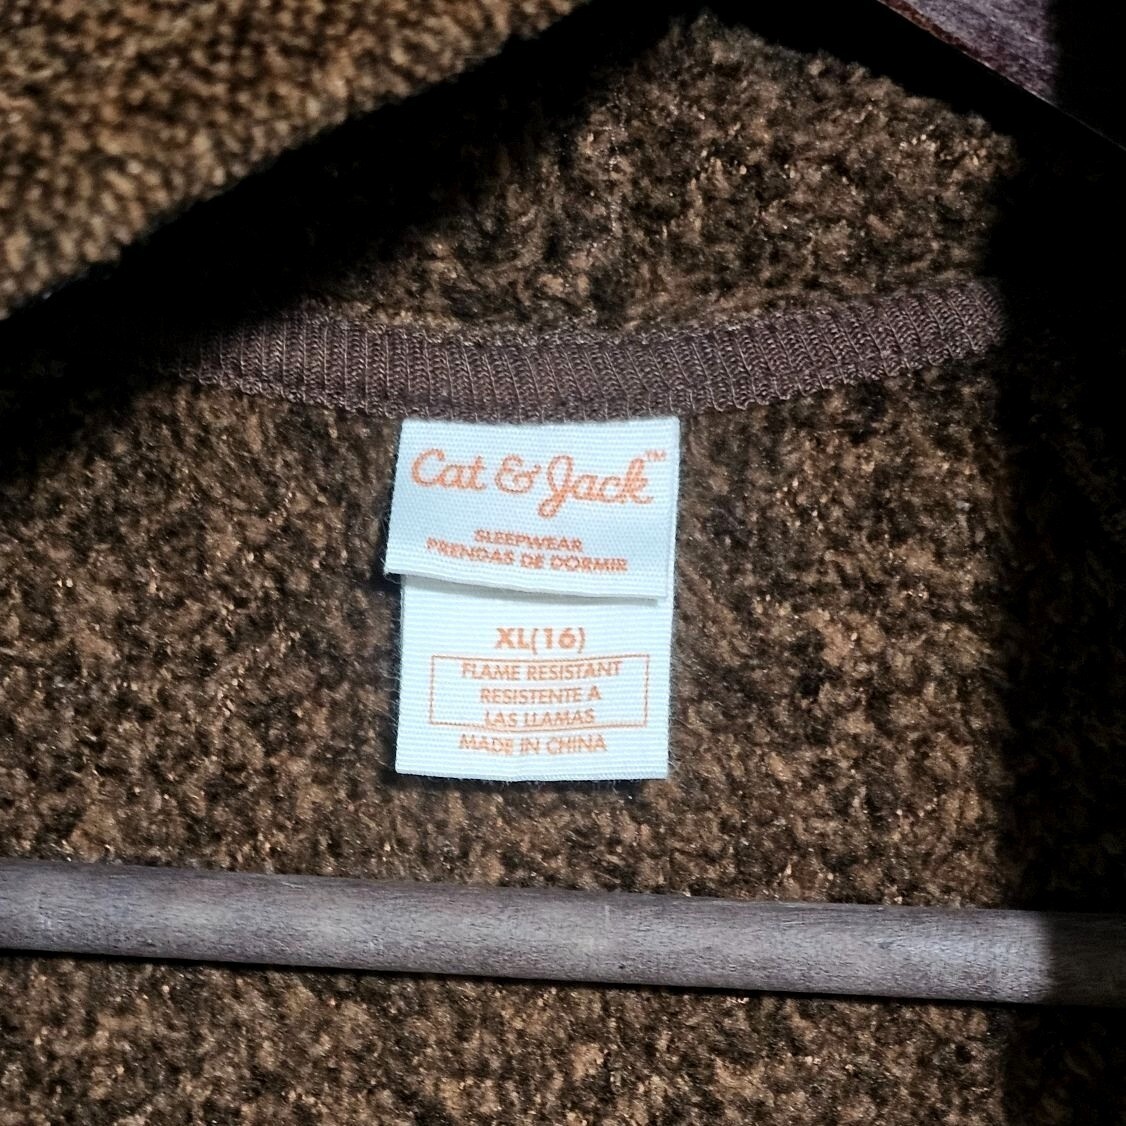 Cat & Jack™
SLEEPWEAR
PRENDAS DE DORMIR
XL(16)
FLAME RESISTANT
RESISTENTE A
LAS LLAMAS
MADE IN CHINA